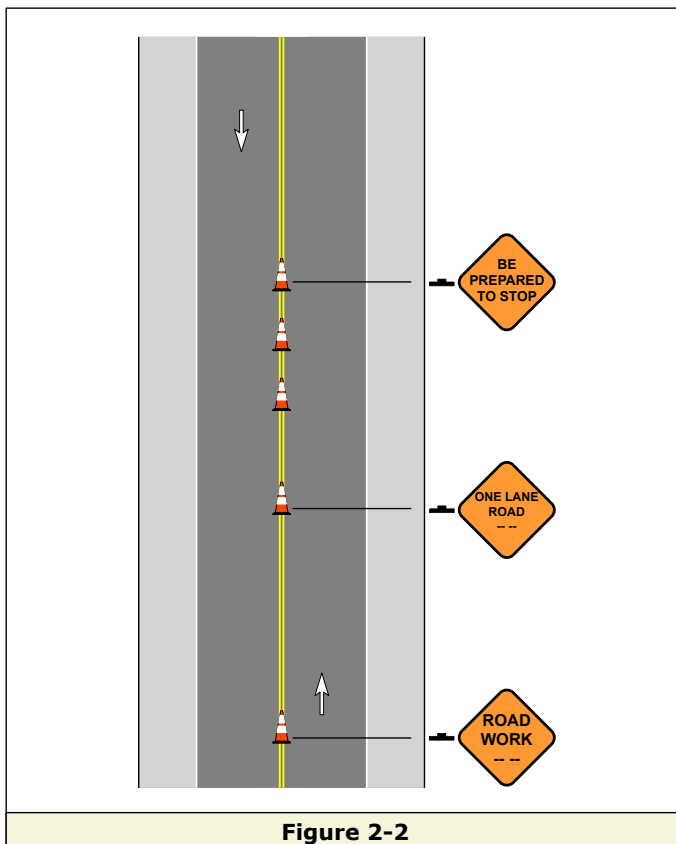 BE
PREPARED
TO STOP
ONE LANE
ROAD
-- --
ROAD
WORK
-- --
Figure 2-2